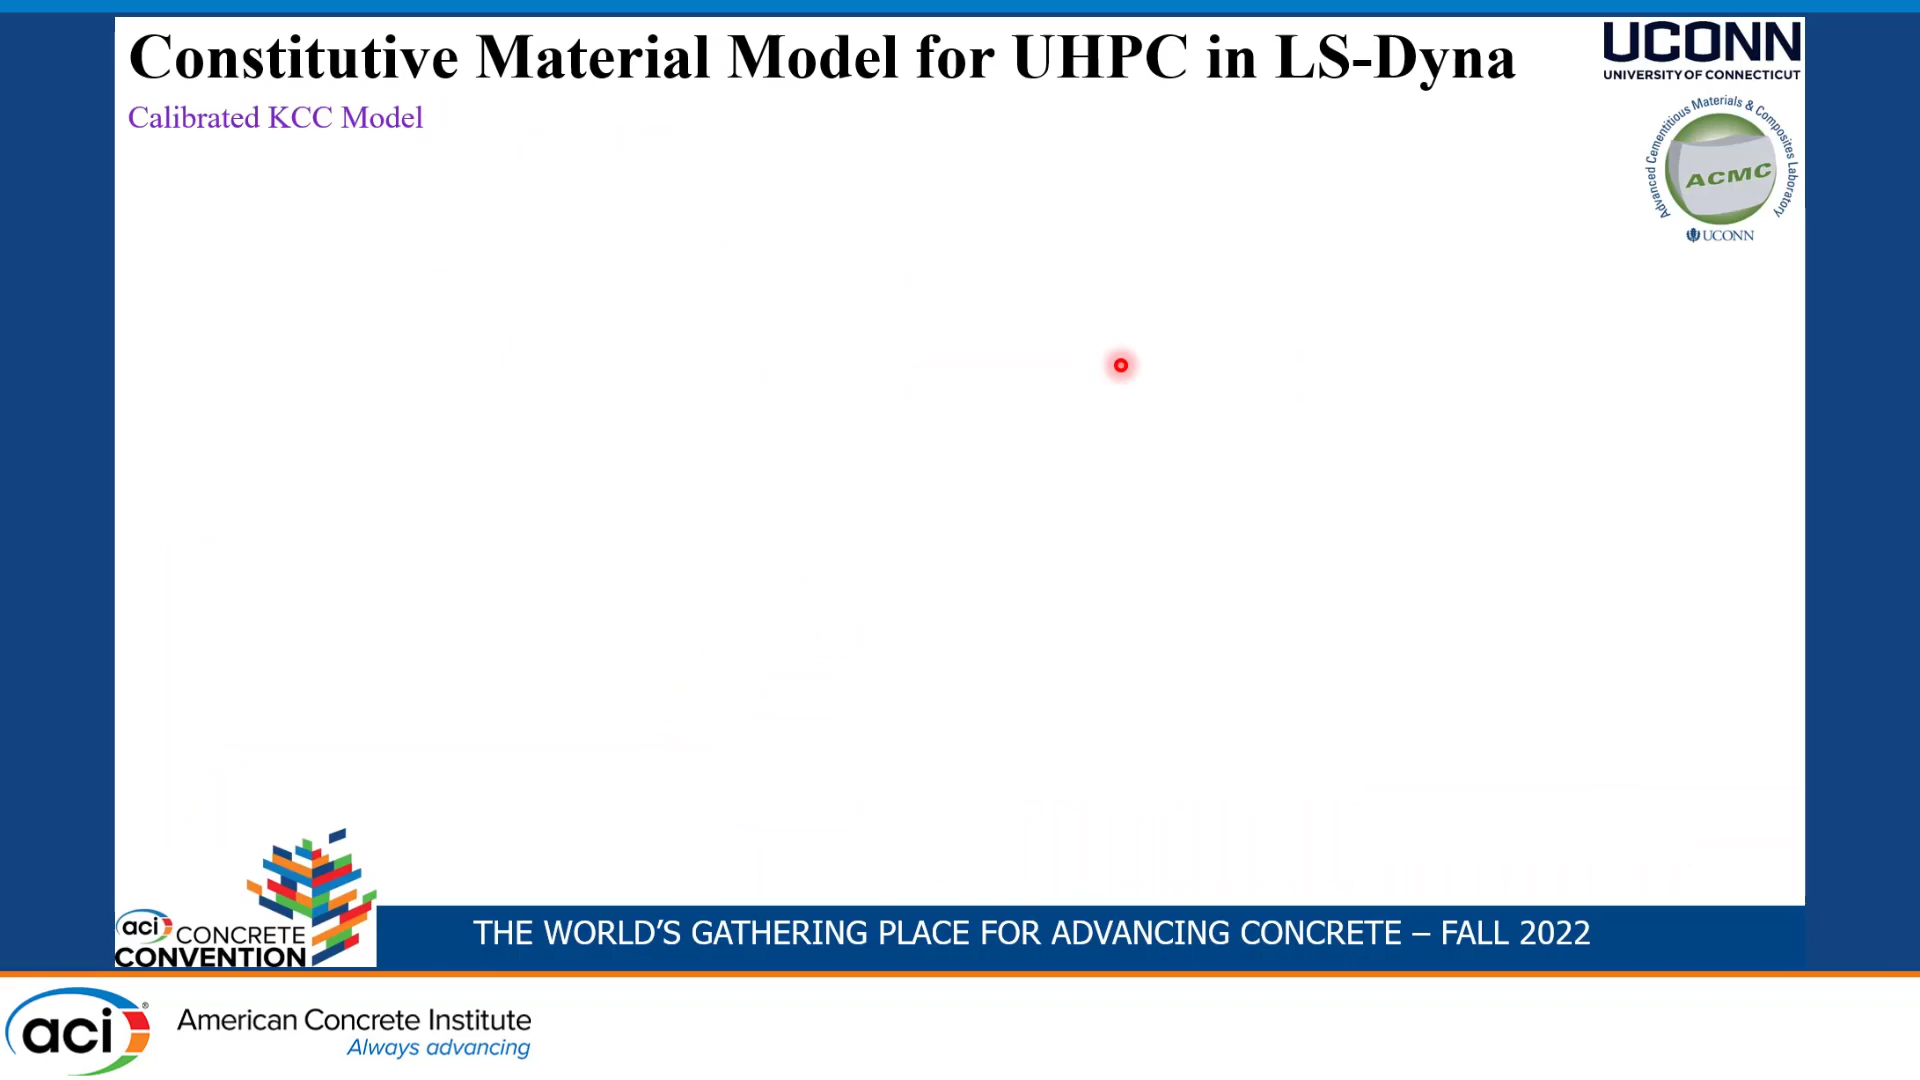 Constitutive Material Model for UHPC in LS-Dyna
Calibrated KCC Model
UCONN
UNIVERSITY OF CONNECTICUT
Advanced Cementitious Materials & Composites Laboratory
ACMC
UCONN
aci CONCRETE
CONVENTION
THE WORLD’S GATHERING PLACE FOR ADVANCING CONCRETE – FALL 2022
aci®
American Concrete Institute
Always advancing